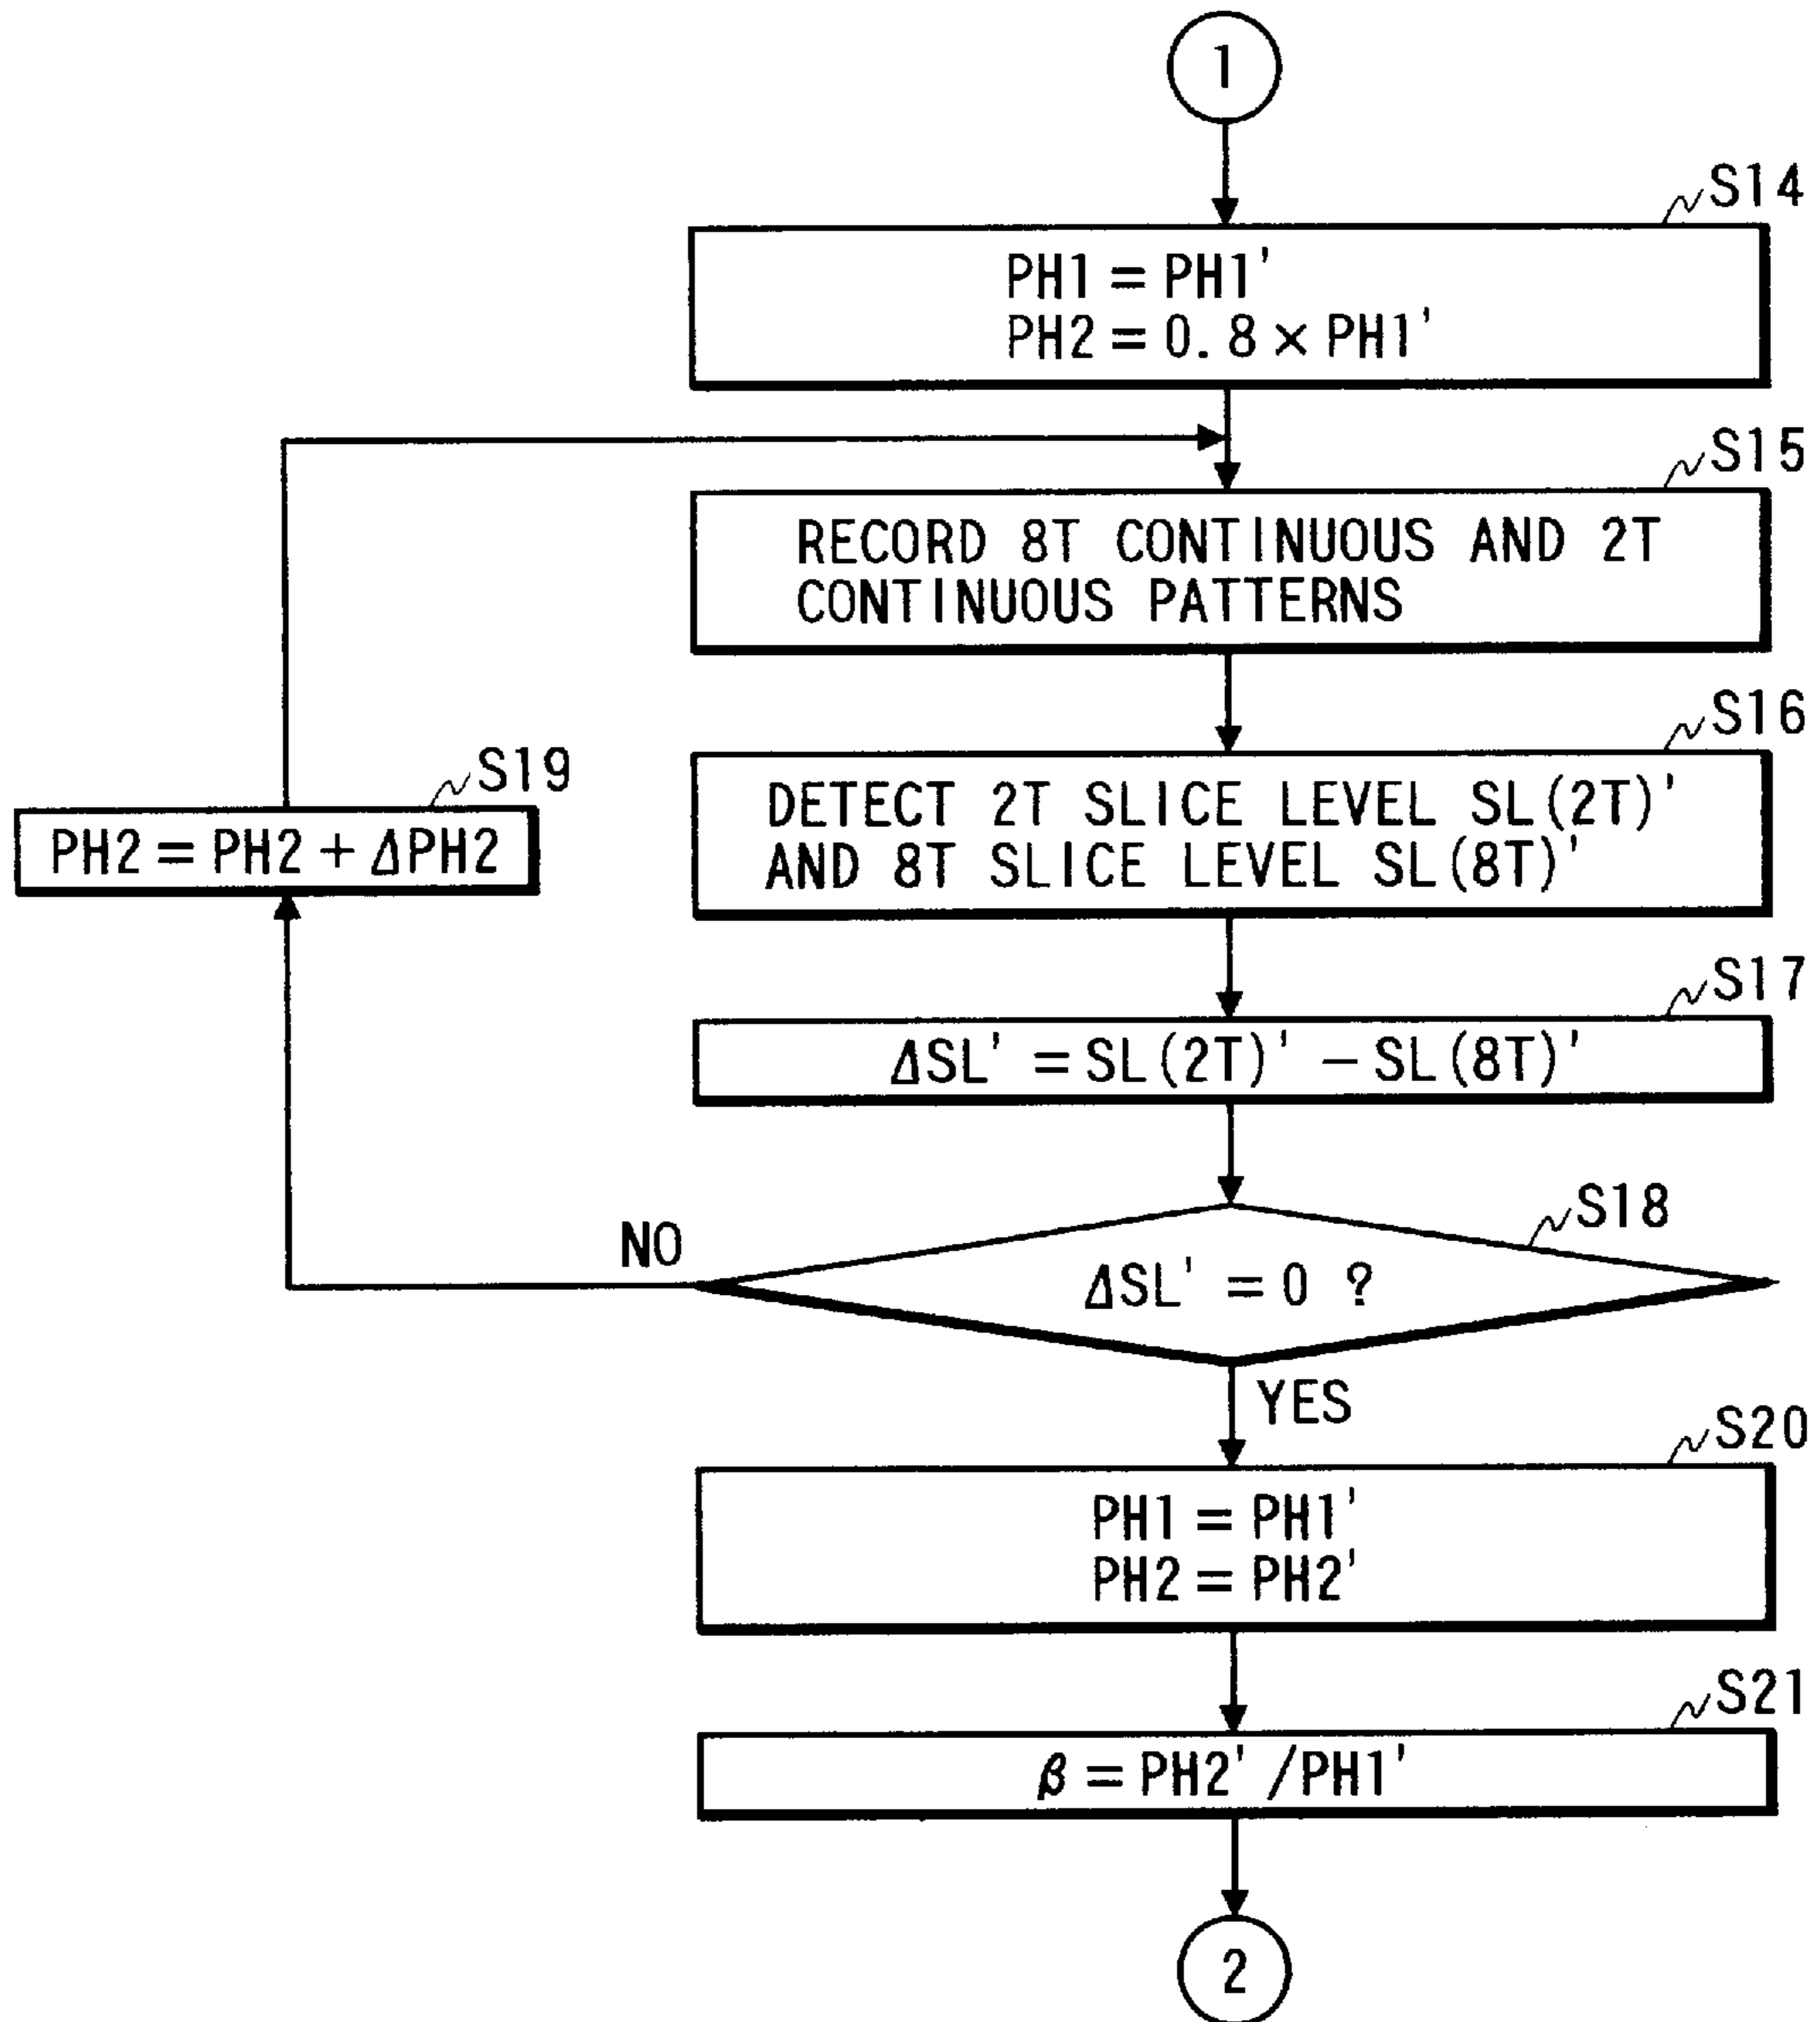 1
S14
PH1 = PH1'
PH2 = 0.8 × PH1'
S15
RECORD 8T CONTINUOUS AND 2T
CONTINUOUS PATTERNS
S16
DETECT 2T SLICE LEVEL SL(2T)'
AND 8T SLICE LEVEL SL(8T)'
S19
PH2 = PH2 + ΔPH2
S17
ΔSL' = SL(2T)' − SL(8T)'
S18
NO
ΔSL' = 0 ?
YES
S20
PH1 = PH1'
PH2 = PH2'
S21
β = PH2' /PH1'
2